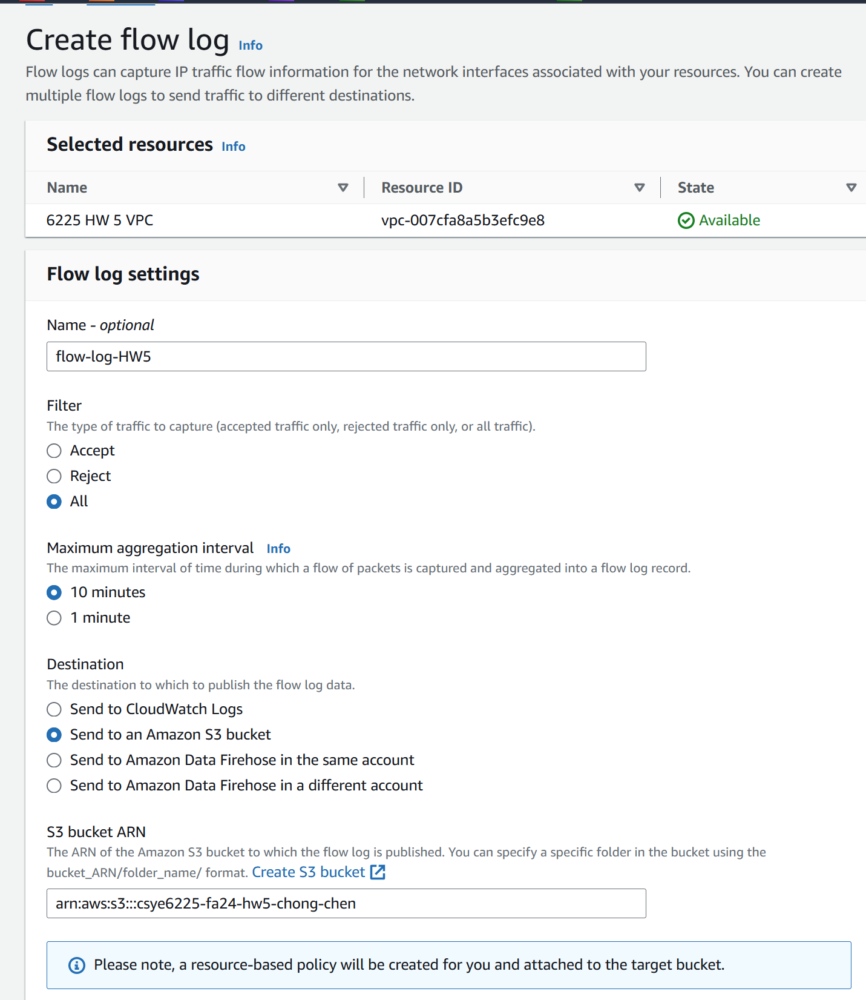 Create flow log Info
Flow logs can capture IP traffic flow information for the network interfaces associated with your resources. You can create
multiple flow logs to send traffic to different destinations.
Selected resources Info
Name Resource ID State
6225 HW 5 VPC vpc-007cfa8a5b3efc9e8 Available
Flow log settings
Name - optional
flow-log-HW5
Filter
The type of traffic to capture (accepted traffic only, rejected traffic only, or all traffic).
Accept
Reject
All
Maximum aggregation interval Info
The maximum interval of time during which a flow of packets is captured and aggregated into a flow log record.
10 minutes
1 minute
Destination
The destination to which to publish the flow log data.
Send to CloudWatch Logs
Send to an Amazon S3 bucket
Send to Amazon Data Firehose in the same account
Send to Amazon Data Firehose in a different account
S3 bucket ARN
The ARN of the Amazon S3 bucket to which the flow log is published. You can specify a specific folder in the bucket using the
bucket_ARN/folder_name/ format. Create S3 bucket
arn:aws:s3:::csye6225-fa24-hw5-chong-chen
Please note, a resource-based policy will be created for you and attached to the target bucket.